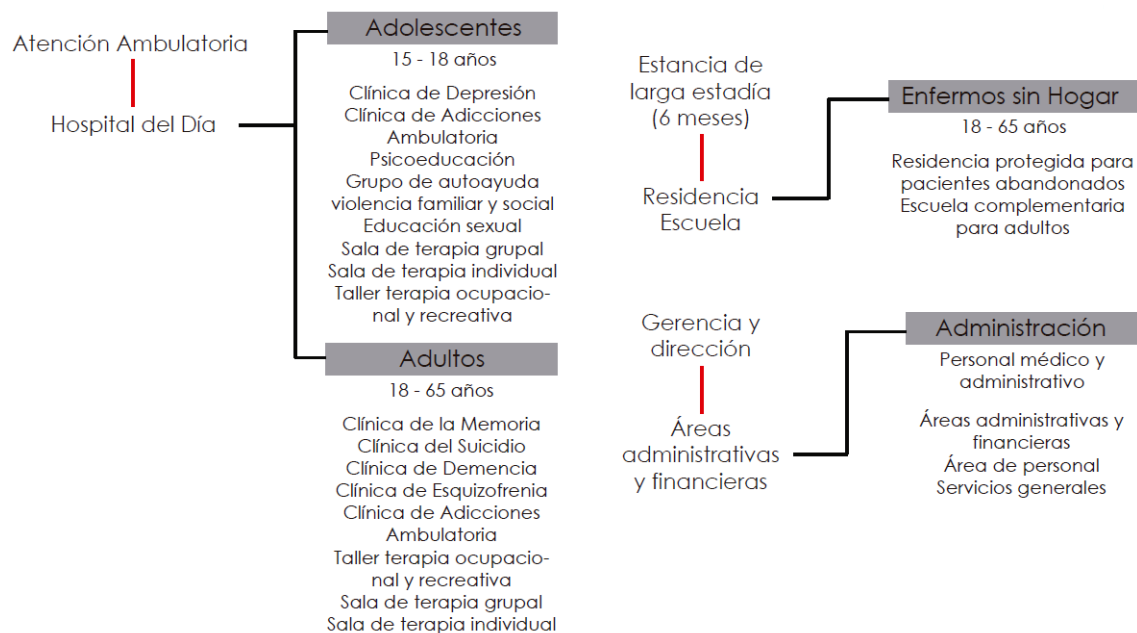 Atención Ambulatoria
Hospital del Día
Adolescentes
15 - 18 años
Clínica de Depresión
Clínica de Adicciones
Ambulatoria
Psicoeducación
Grupo de autoayuda
violencia familiar y social
Educación sexual
Sala de terapia grupal
Sala de terapia individual
Taller terapia ocupacio-
nal y recreativa
Adultos
18 - 65 años
Clínica de la Memoria
Clínica del Suicidio
Clínica de Demencia
Clínica de Esquizofrenia
Clínica de Adicciones
Ambulatoria
Taller terapia ocupacio-
nal y recreativa
Sala de terapia grupal
Sala de terapia individual
Estancia de
larga estadía
(6 meses)
Residencia
Escuela
Enfermos sin Hogar
18 - 65 años
Residencia protegida para
pacientes abandonados
Escuela complementaria
para adultos
Gerencia y
dirección
Áreas
administrativas
y financieras
Administración
Personal médico y
administrativo
Áreas administrativas y
financieras
Área de personal
Servicios generales